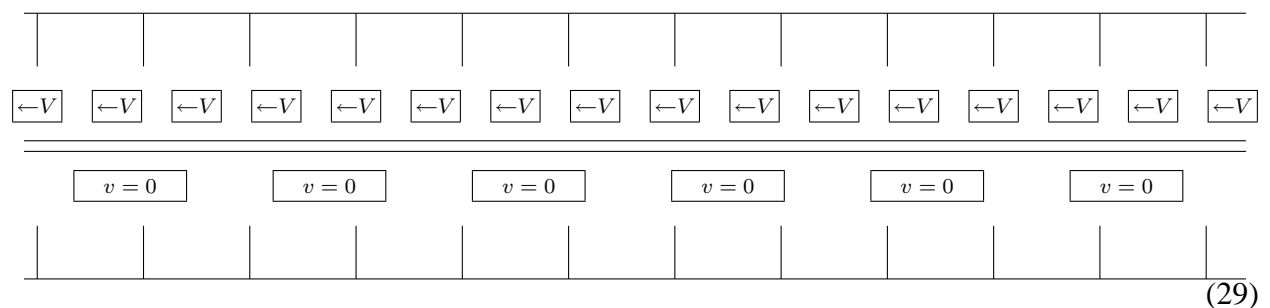 ←V ←V ←V ←V ←V ←V ←V ←V ←V ←V ←V ←V ←V ←V ←V ←V
v = 0 v = 0 v = 0 v = 0 v = 0 v = 0
(29)